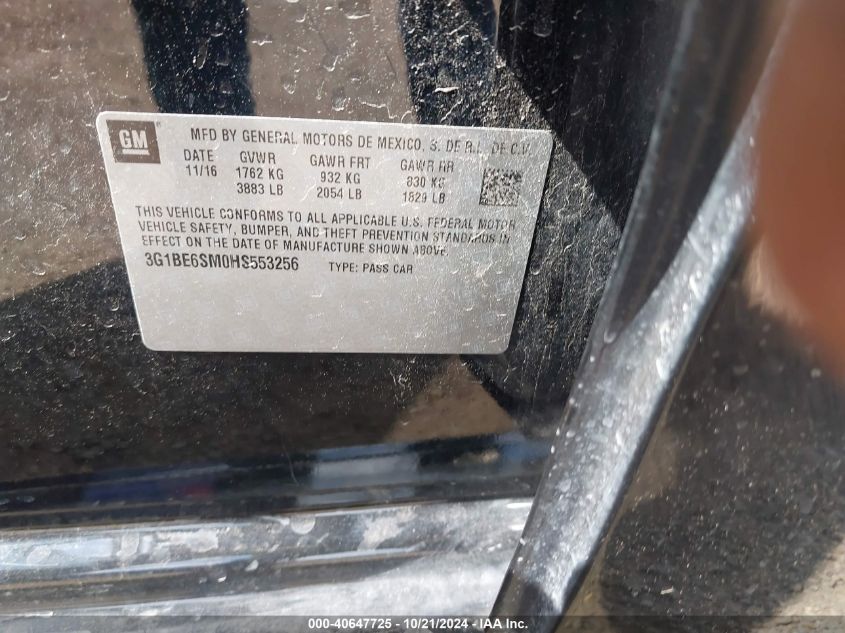 GM
MFD BY GENERAL MOTORS DE MEXICO, S. DE R.L. DE C.V.
DATE GVWR GAWR FRT GAWR RR
11/16 1762 KG 932 KG 830 KG
3883 LB 2054 LB 1829 LB
THIS VEHICLE CONFORMS TO ALL APPLICABLE U.S. FEDERAL MOTOR
VEHICLE SAFETY, BUMPER, AND THEFT PREVENTION STANDARDS IN
EFFECT ON THE DATE OF MANUFACTURE SHOWN ABOVE.
3G1BE6SM0HS553256 TYPE: PASS CAR
000-40647725 - 10/21/2024 - IAA Inc.